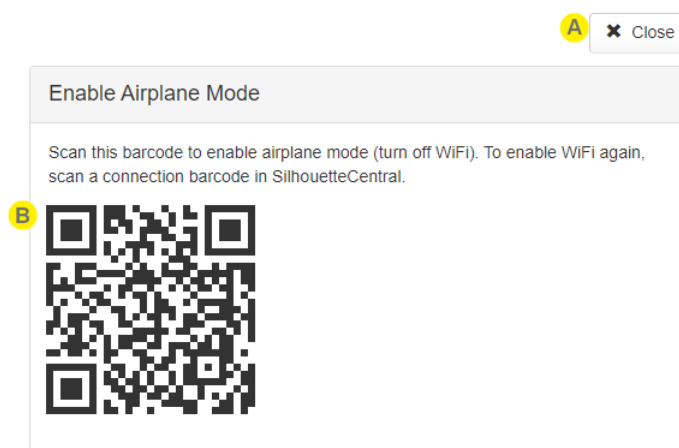 A ✖ Close
Enable Airplane Mode
Scan this barcode to enable airplane mode (turn off WiFi). To enable WiFi again,
scan a connection barcode in SilhouetteCentral.
B